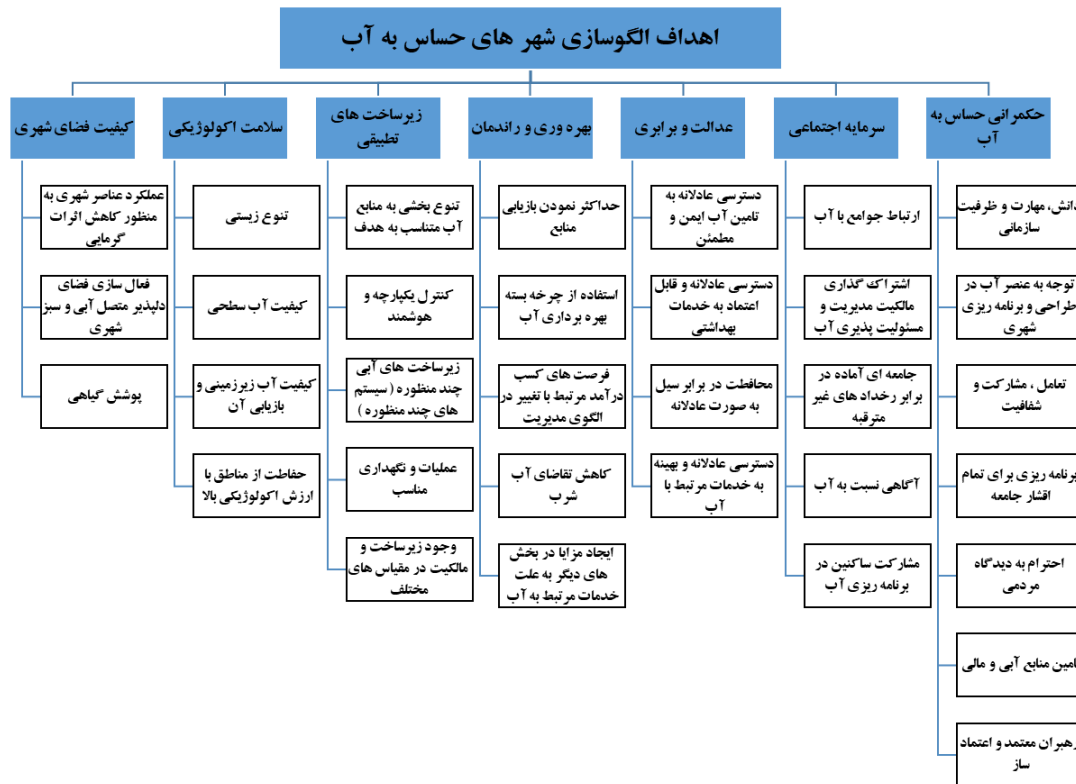 اهداف الگوسازی شهر های حساس به آب
حکمرانی حساس به
آب
سرمایه اجتماعی
عدالت و برابری
بهره وری و راندمان
زیرساخت های
تطبیقی
سلامت اکولوژیکی
کیفیت فضای شهری
دانش، مهارت و ظرفیت
سازمانی
توجه به عنصر آب در
طراحی و برنامه ریزی
شهری
تعامل ، مشارکت و
شفافیت
برنامه ریزی برای تمام
اقشار جامعه
احترام به دیدگاه
مردمی
تامین منابع آبی و مالی
رهبران معتمد و اعتماد
ساز
ارتباط جوامع با آب
اشتراک گذاری
مالکیت مدیریت و
مسئولیت پذیری آب
جامعه ای آماده در
برابر رخداد های غیر
مترقبه
آگاهی نسبت به آب
مشارکت ساکنین در
برنامه ریزی آب
دسترسی عادلانه به
تامین آب ایمن و
مطمئن
دسترسی عادلانه و قابل
اعتماد به خدمات
بهداشتی
محافطت در برابر سیل
به صورت عادلانه
دسترسی عادلانه و بهینه
به خدمات مرتبط با
آب
حداکثر نمودن بازیابی
منابع
استفاده از چرخه بسته
بهره برداری آب
فرصت های کسب
درآمد مرتبط با تغییر در
الگوی مدیریت
کاهش تقاضای آب
شرب
ایجاد مزایا در بخش
های دیگر به علت
خدمات مرتبط به آب
تنوع بخشی به منابع
آب متناسب به هدف
کنترل یکپارچه و
هوشمند
زیرساخت های آبی
چند منظوره ( سیستم
های چند منظوره )
عملیات و نگهداری
مناسب
وجود زیرساخت و
مالکیت در مقیاس های
مختلف
تنوع زیستی
کیفیت آب سطحی
کیفیت آب زیرزمینی و
بازیابی آن
حفاطت از مناطق با
ارزش اکولوژیکی بالا
عملکرد عناصر شهری به
منظور کاهش اثرات
گرمایی
فعال سازی فضای
دلپذیر متصل آبی و سبز
شهری
پوشش گیاهی